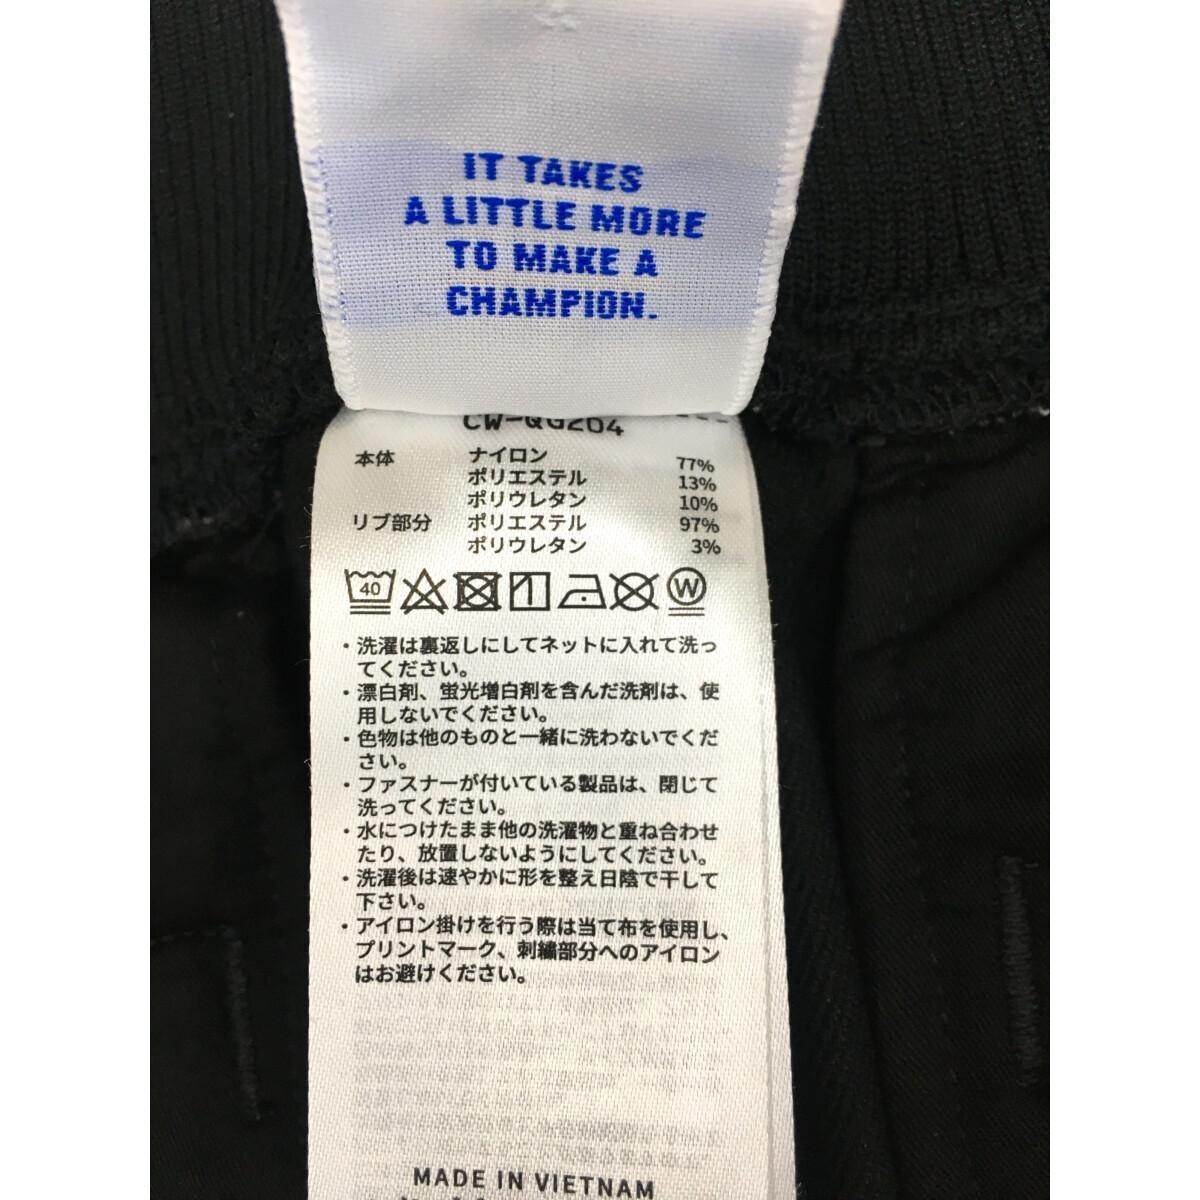 IT TAKES
A LITTLE MORE
TO MAKE A
CHAMPION.
CW-QG204
本体 ナイロン 77%
ポリエステル 13%
ポリウレタン 10%
リブ部分 ポリエステル 97%
ポリウレタン 3%
40 W
・洗濯は裏返しにしてネットに入れて洗っ
てください。
・漂白剤、蛍光増白剤を含んだ洗剤は、使
用しないでください。
・色物は他のものと一緒に洗わないでくだ
さい。
・ファスナーが付いている製品は、閉じて
洗ってください。
・水につけたまま他の洗濯物と重ね合わせ
たり、放置しないようにしてください。
・洗濯後は速やかに形を整え日陰で干して
下さい。
・アイロン掛けを行う際は当て布を使用し、
プリントマーク、刺繍部分へのアイロン
はお避けください。
MADE IN VIETNAM